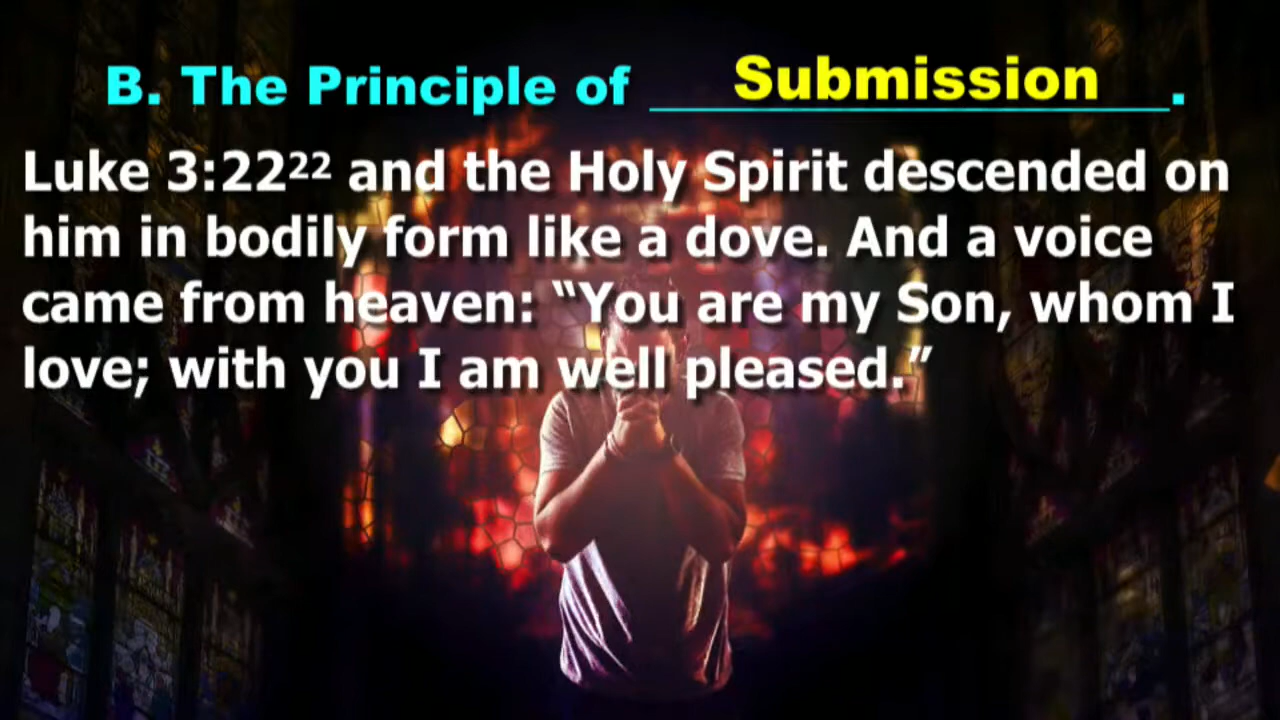 B. The Principle of Submission.
Luke 3:22²² and the Holy Spirit descended on
him in bodily form like a dove. And a voice
came from heaven: “You are my Son, whom I
love; with you I am well pleased.”